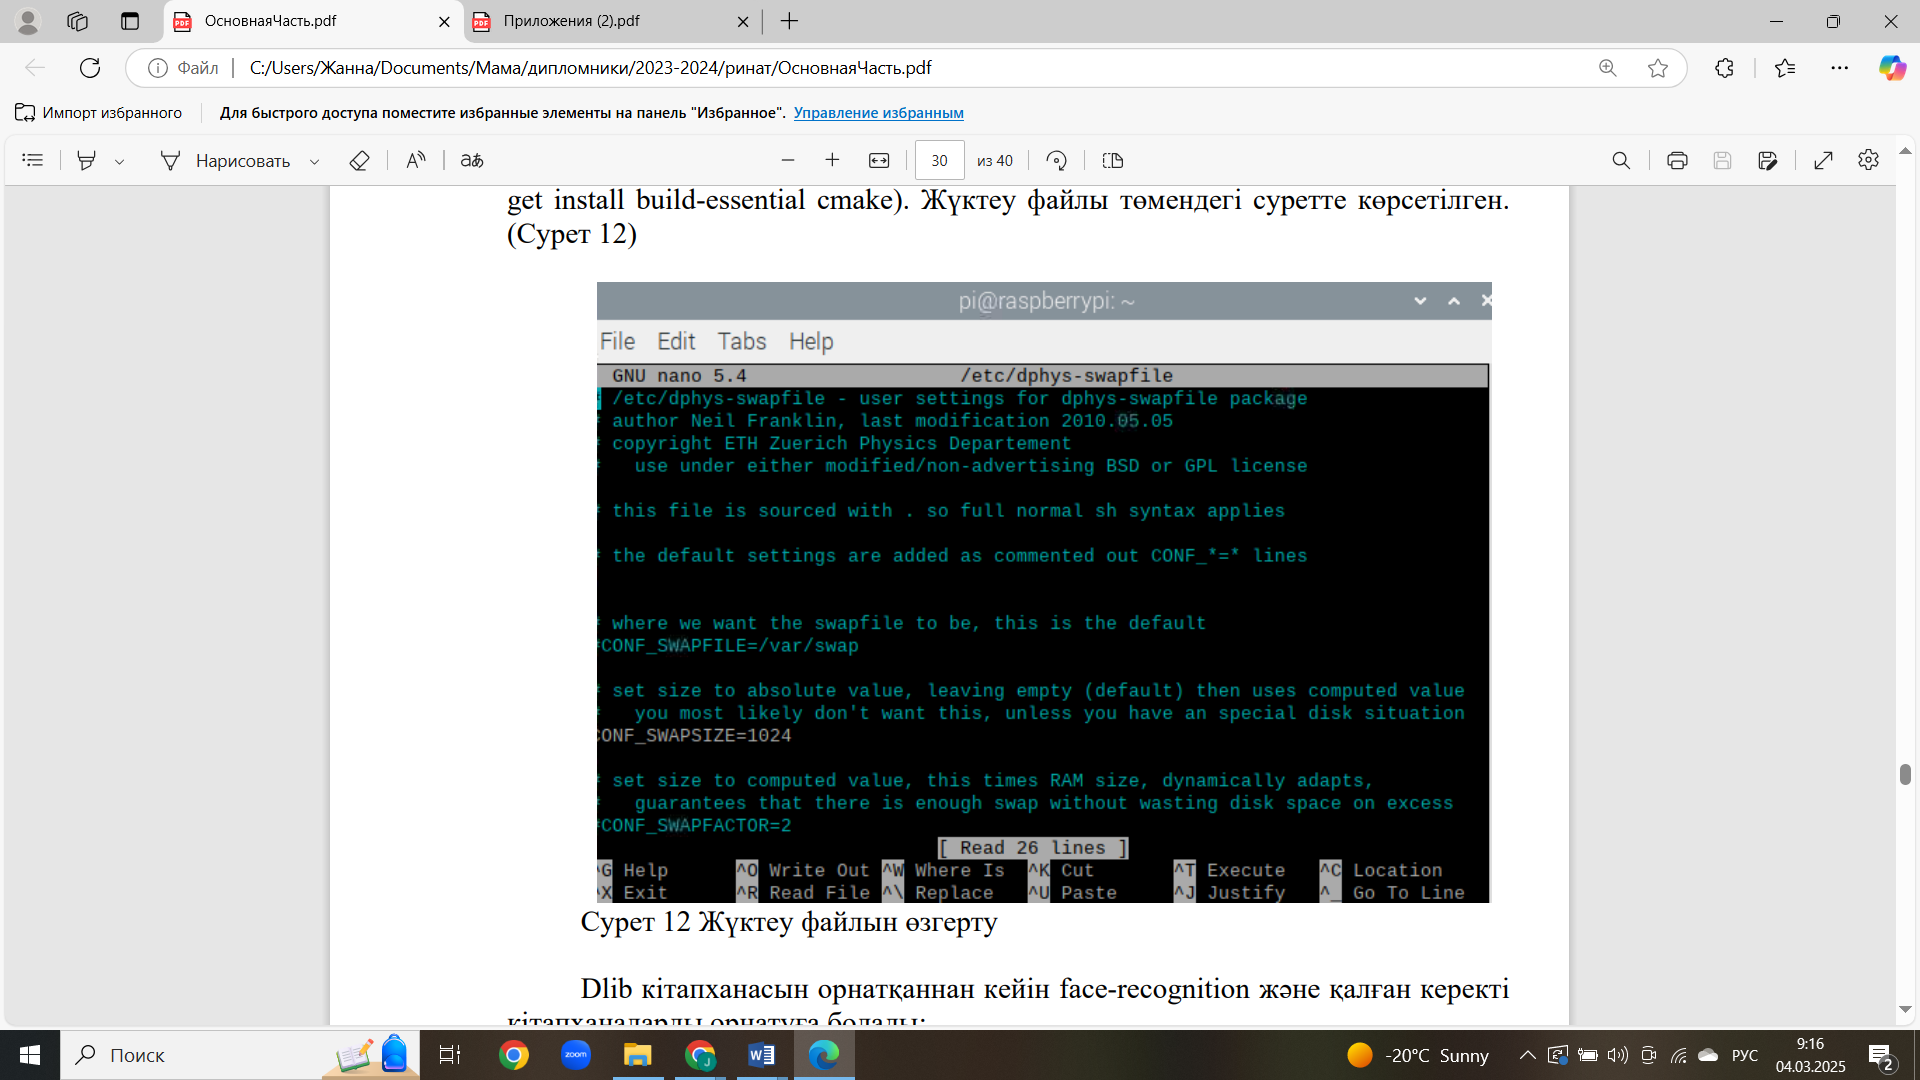 ОсновнаяЧасть.pdf
Приложения (2).pdf
Файл
C:/Users/Жанна/Documents/Мама/дипломники/2023-2024/ринат/ОсновнаяЧасть.pdf
Импорт избранного
Для быстрого доступа поместите избранные элементы на панель "Избранное". Управление избранным
Нарисовать
aあ
30 из 40
get install build-essential cmake). Жүктеу файлы төмендегі суретте көрсетілген.
(Сурет 12)
pi@raspberrypi: ~
File Edit Tabs Help
GNU nano 5.4 /etc/dphys-swapfile
# /etc/dphys-swapfile - user settings for dphys-swapfile package
# author Neil Franklin, last modification 2010.05.05
# copyright ETH Zuerich Physics Departement
# use under either modified/non-advertising BSD or GPL license
# this file is sourced with . so full normal sh syntax applies
# the default settings are added as commented out CONF_*=* lines
# where we want the swapfile to be, this is the default
#CONF_SWAPFILE=/var/swap
# set size to absolute value, leaving empty (default) then uses computed value
# you most likely don't want this, unless you have an special disk situation
CONF_SWAPSIZE=1024
# set size to computed value, this times RAM size, dynamically adapts,
# guarantees that there is enough swap without wasting disk space on excess
#CONF_SWAPFACTOR=2
[ Read 26 lines ]
^G Help ^O Write Out ^W Where Is ^K Cut ^T Execute ^C Location
^X Exit ^R Read File ^\ Replace ^U Paste ^J Justify ^_ Go To Line
Сурет 12 Жүктеу файлын өзгерту
Dlib кітапханасын орнатқаннан кейін face-recognition және қалған керекті
кітапханаларды орнатуға болады:
Поиск
zoom
-20°C Sunny
РУС
9:16
04.03.2025
2